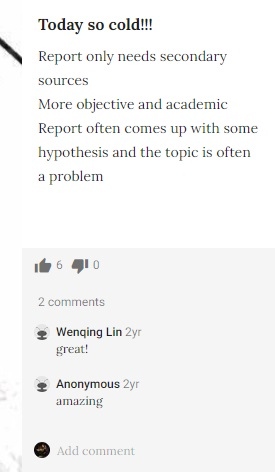 Today so cold!!!
Report only needs secondary
sources
More objective and academic
Report often comes up with some
hypothesis and the topic is often
a problem
6 0
2 comments
Wenqing Lin 2yr
great!
Anonymous 2yr
amazing
Add comment